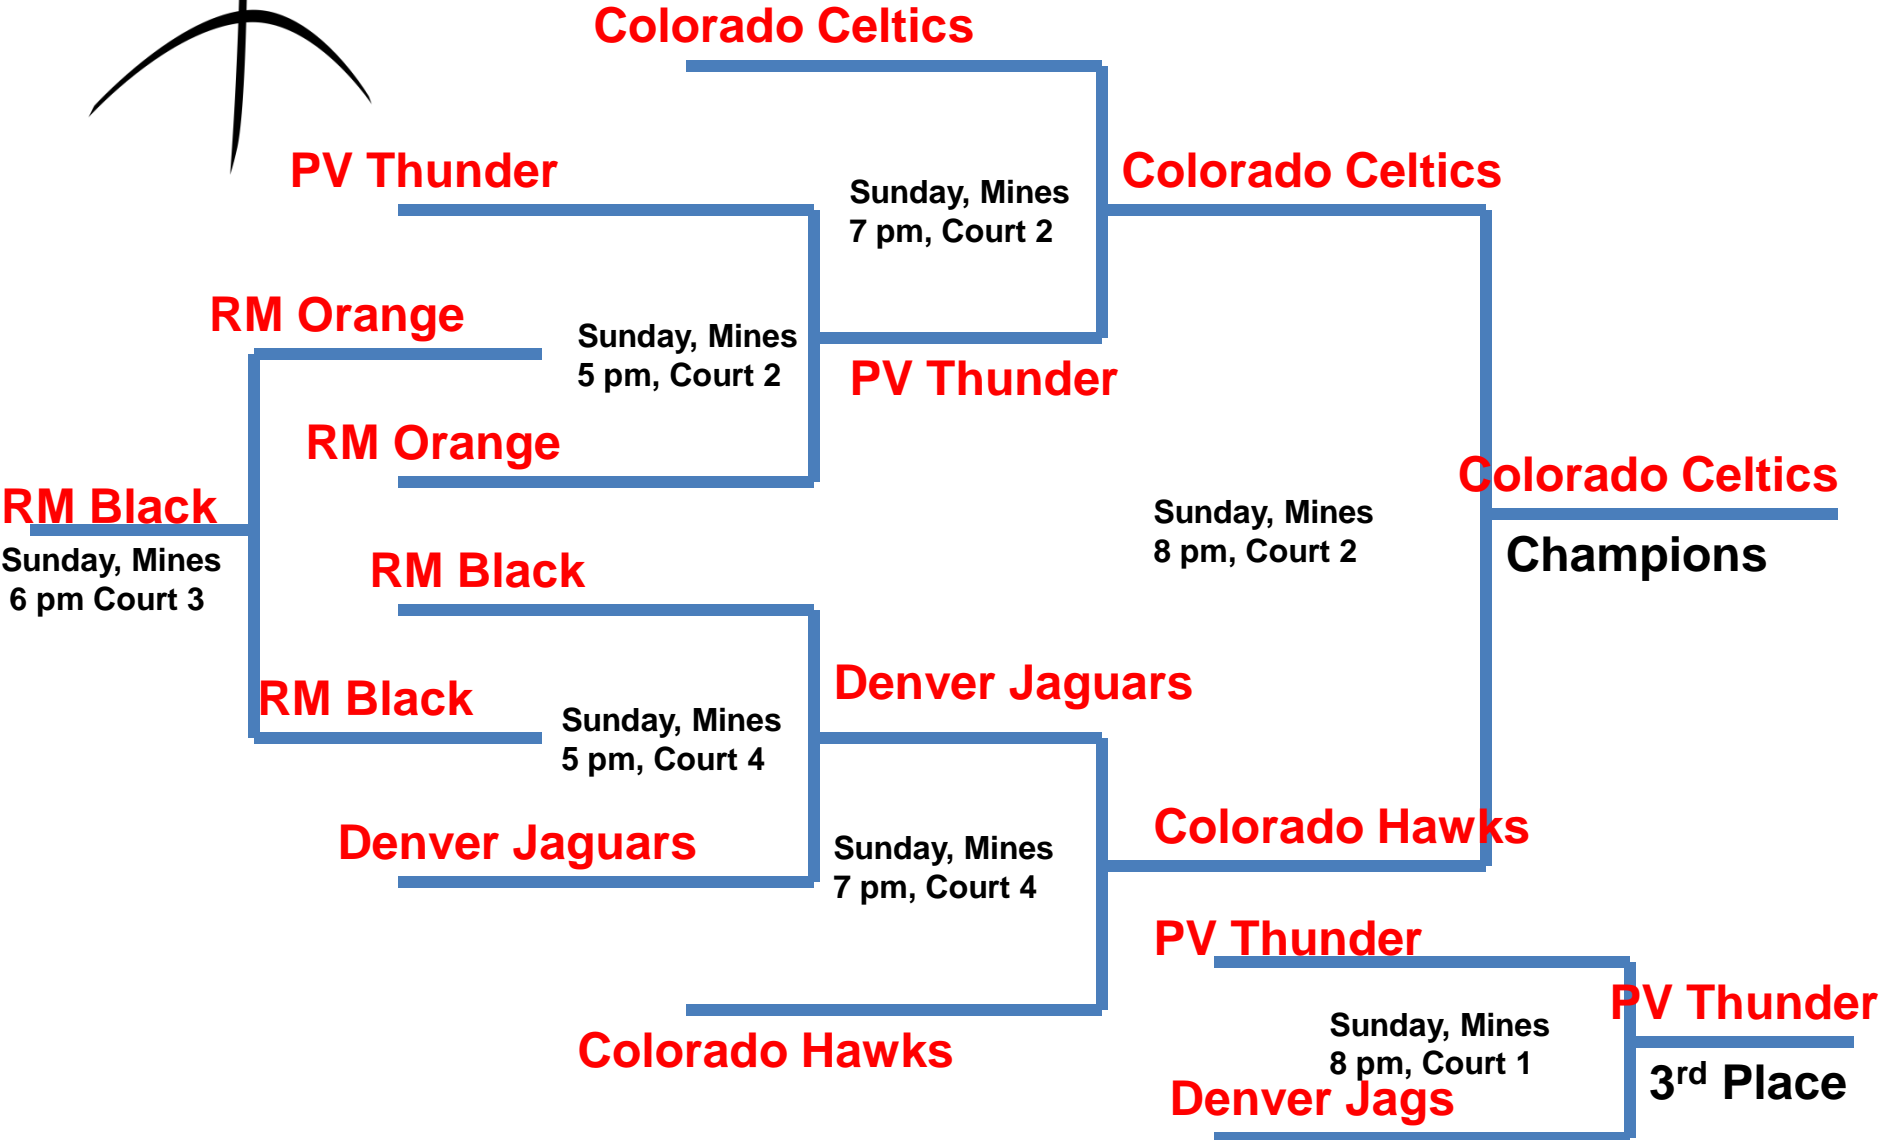 Colorado Celtics
PV Thunder
Sunday, Mines
7 pm, Court 2
Colorado Celtics
RM Orange
Sunday, Mines
5 pm, Court 2
PV Thunder
RM Orange
RM Black
Sunday, Mines
6 pm Court 3
Colorado Celtics
Champions
Sunday, Mines
8 pm, Court 2
RM Black
Denver Jaguars
RM Black
Sunday, Mines
5 pm, Court 4
Denver Jaguars
Sunday, Mines
7 pm, Court 4
Colorado Hawks
Colorado Hawks
PV Thunder
Sunday, Mines
8 pm, Court 1
PV Thunder
3rd Place
Denver Jags